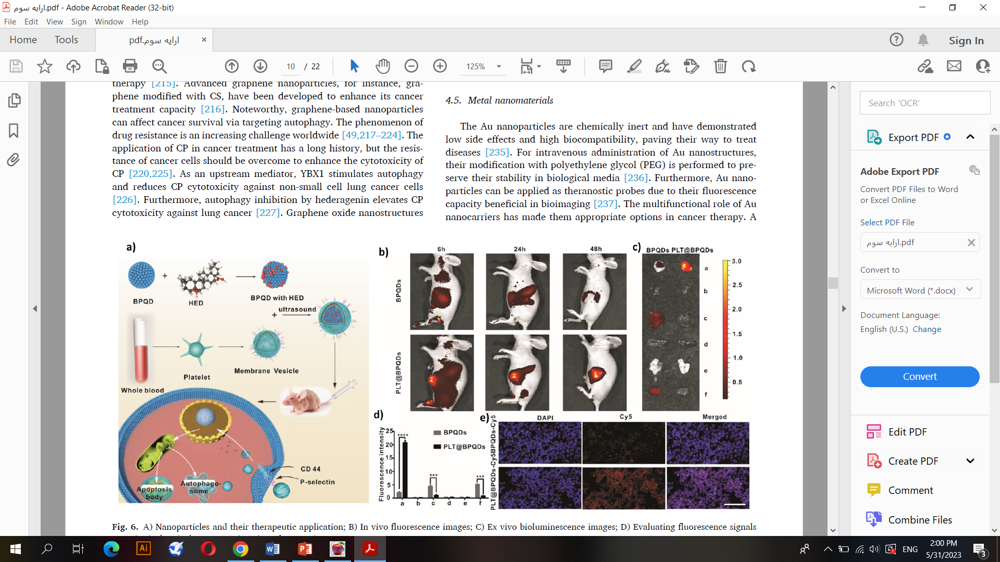 ارایه سوم.pdf - Adobe Acrobat Reader (32-bit)
File Edit View Sign Window Help
Home Tools ارایه سوم.pdf × Sign In
10 / 22 125%
therapy [215]. Advanced graphene nanoparticles, for instance, gra-
phene modified with CS, have been developed to enhance its cancer
treatment capacity [216]. Noteworthy, graphene-based nanoparticles
can affect cancer survival via targeting autophagy. The phenomenon of
drug resistance is an increasing challenge worldwide [49,217–224]. The
application of CP in cancer treatment has a long history, but the resis-
tance of cancer cells should be overcome to enhance the cytotoxicity of
CP [220,225]. As an upstream mediator, YBX1 stimulates autophagy
and reduces CP cytotoxicity against non-small cell lung cancer cells
[226]. Furthermore, autophagy inhibition by hederagenin elevates CP
cytotoxicity against lung cancer [227]. Graphene oxide nanostructures
4.5. Metal nanomaterials
The Au nanoparticles are chemically inert and have demonstrated
low side effects and high biocompatibility, paving their way to treat
diseases [235]. For intravenous administration of Au nanostructures,
their modification with polyethylene glycol (PEG) is performed to pre-
serve their stability in biological media [236]. Furthermore, Au nano-
particles can be applied as theranostic probes due to their fluorescence
capacity beneficial in bioimaging [237]. The multifunctional role of Au
nanocarriers has made them appropriate options in cancer therapy. A
a)
BPQD
+
HED
BPQD with HED
+ ultrasound
Whole blood
Platelet
Membrane Vesicle
CD 44
P-selectin
Apoptosis
body
Autophago-
some
b)
6h 24h 48h
BPQDs
PLT@BPQDs
c)
BPQDs PLT@BPQDs
a
b
c
d
e
f
3.0
2.5
2.0
1.5
1.0
0.5
d)
Fluorescence intensity
25
20
15
10
5
0
**** *** ***
BPQDs
PLT@BPQDs
a b c d e f
e)
DAPI Cy5 Merged
BPQDs-Cy5
PLT@BPQDs-Cy5
Fig. 6. A) Nanoparticles and their therapeutic application; B) In vivo fluorescence images; C) Ex vivo bioluminescence images; D) Evaluating fluorescence signals
Search 'OCR'
Export PDF
Adobe Export PDF
Convert PDF Files to Word
or Excel Online
Select PDF File
ارایه سوم.pdf
Convert to
Microsoft Word (*.docx)
Document Language:
English (U.S.) Change
Convert
Edit PDF
Create PDF
Comment
Combine Files
Ai
ENG
2:00 PM
5/31/2023
3